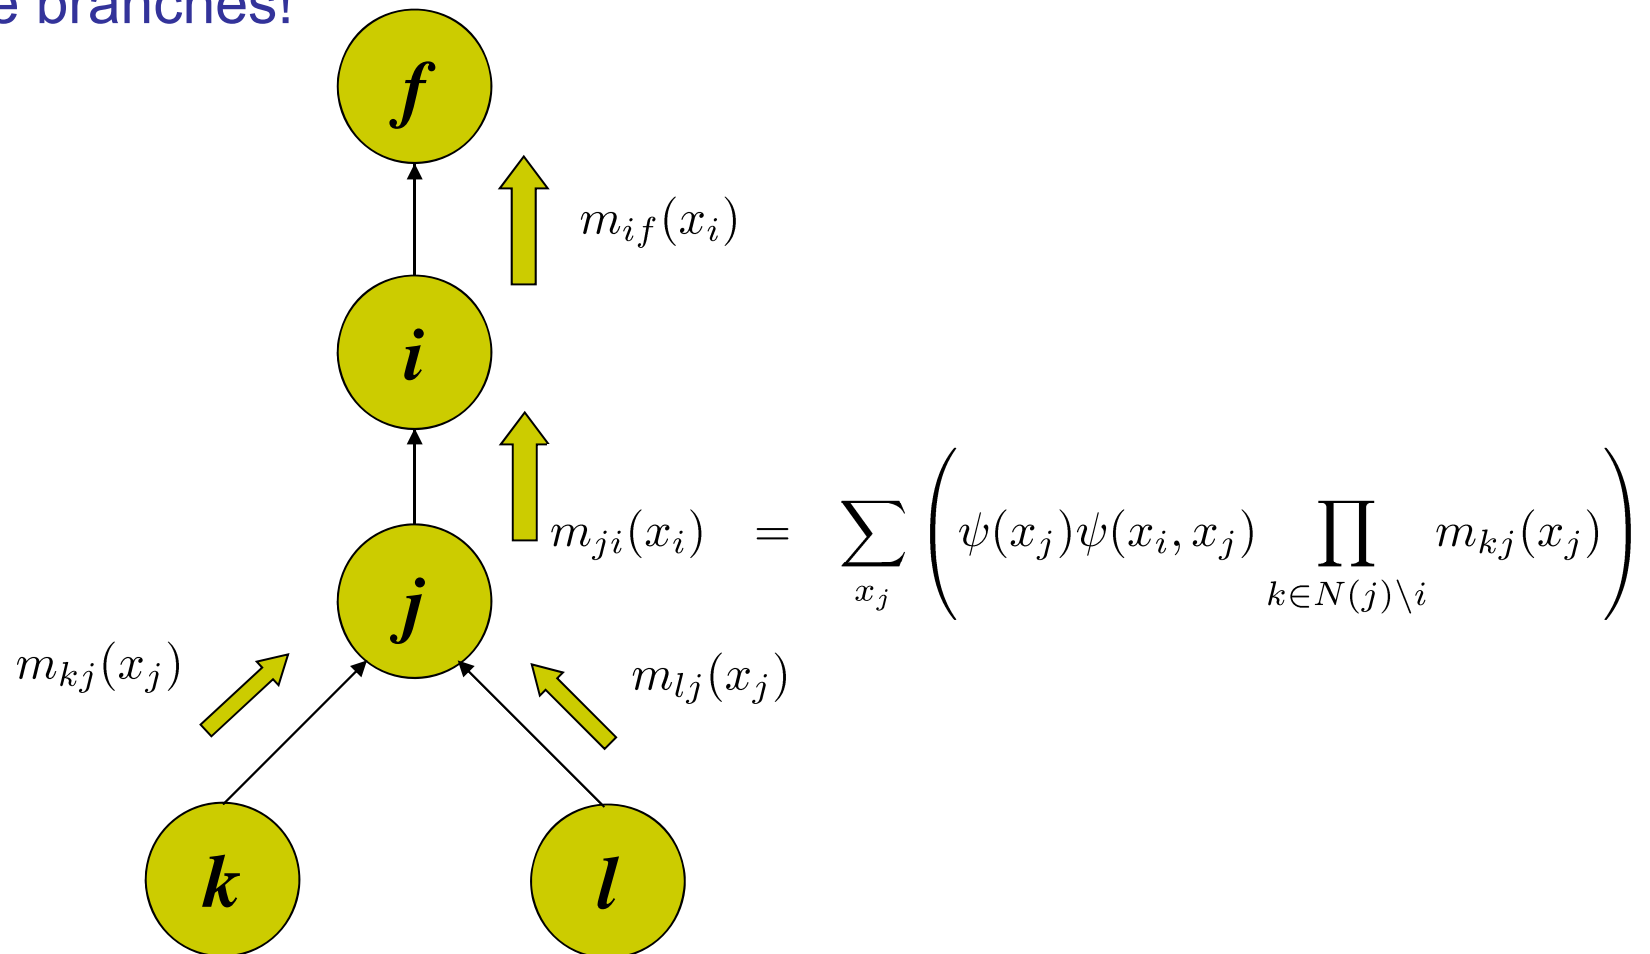 e branches!
f
m_{if}(x_i)
i
m_{ji}(x_i) = \sum_{x_j} \left( \psi(x_j)\psi(x_i, x_j) \prod_{k \in N(j) \backslash i} m_{kj}(x_j) \right)
j
m_{kj}(x_j)
m_{lj}(x_j)
k
l